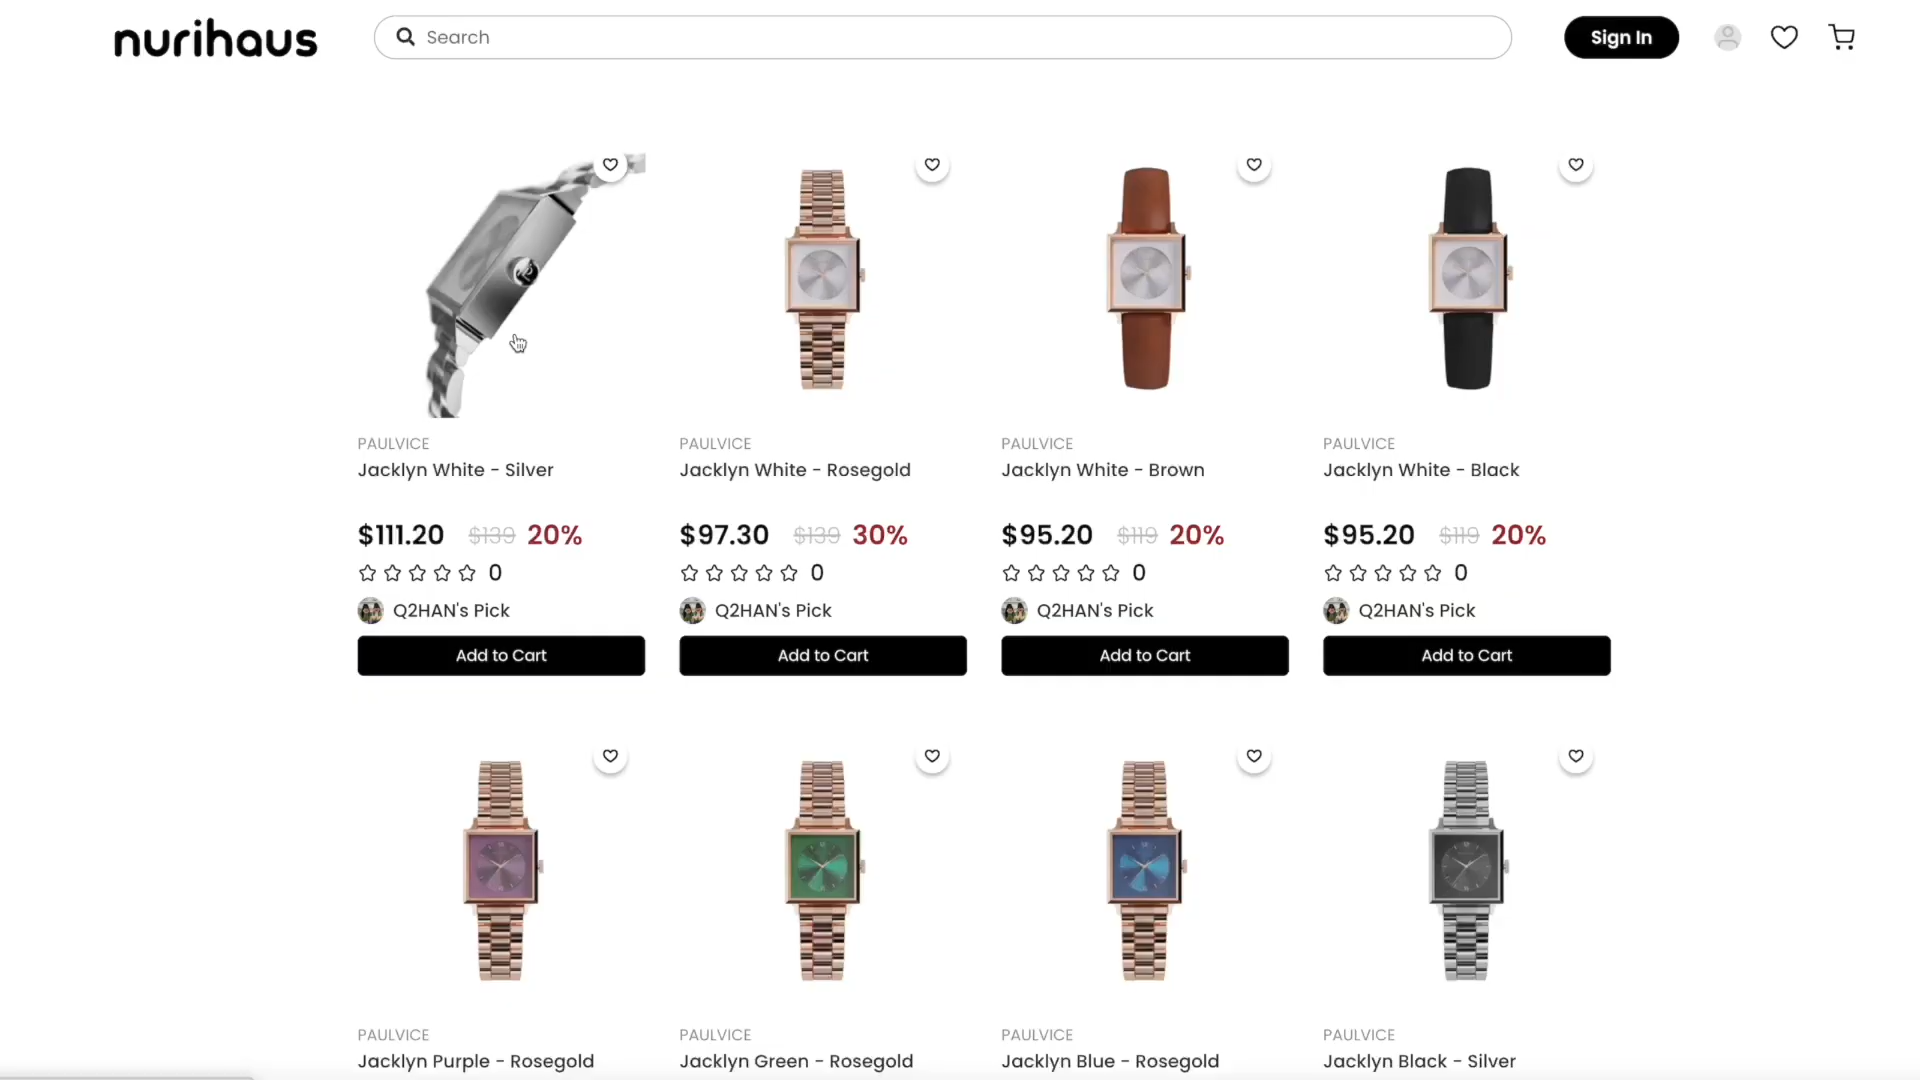 nurihaus
Search
Sign In
PAULVICE
Jacklyn White - Silver
$111.20 $139 20%
0
Q2HAN's Pick
Add to Cart
PAULVICE
Jacklyn White - Rosegold
$97.30 $139 30%
0
Q2HAN's Pick
Add to Cart
PAULVICE
Jacklyn White - Brown
$95.20 $119 20%
0
Q2HAN's Pick
Add to Cart
PAULVICE
Jacklyn White - Black
$95.20 $119 20%
0
Q2HAN's Pick
Add to Cart
PAULVICE
Jacklyn Purple - Rosegold
PAULVICE
Jacklyn Green - Rosegold
PAULVICE
Jacklyn Blue - Rosegold
PAULVICE
Jacklyn Black - Silver